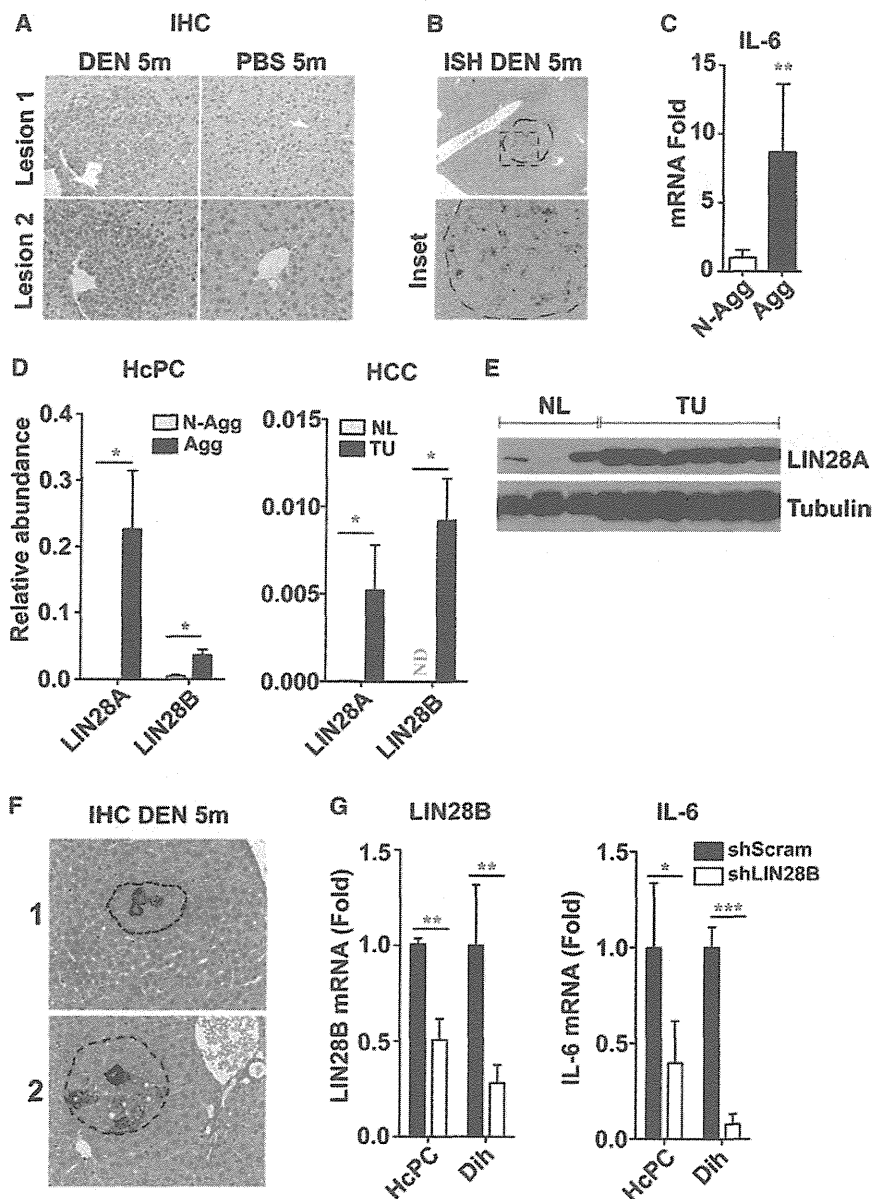 A
IHC
DEN 5m
PBS 5m
Lesion 1
Lesion 2
B
ISH DEN 5m
Inset
C
IL-6
mRNA Fold
15
10
5
0
**
N-Agg
Agg
D
HcPC
Relative abundance
0.4
0.3
0.2
0.1
0.0
N-Agg
Agg
*
*
LIN28A
LIN28B
HCC
0.015
0.010
0.005
0.000
NL
TU
*
*
ND
LIN28A
LIN28B
E
NL
TU
LIN28A
Tubulin
F
IHC DEN 5m
1
2
G
LIN28B
LIN28B mRNA (Fold)
1.5
1.0
0.5
0.0
**
**
HcPC
Dih
IL-6
IL-6 mRNA (Fold)
1.5
1.0
0.5
0.0
shScram
shLIN28B
*
***
HcPC
Dih